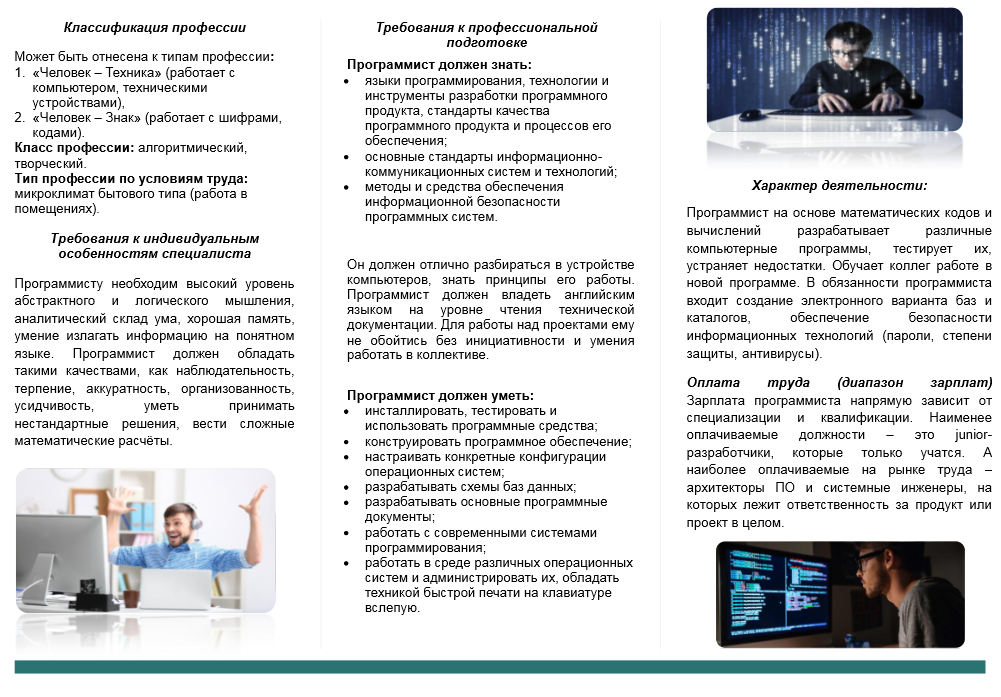 Классификация профессии
Может быть отнесена к типам профессии:
1. «Человек – Техника» (работает с
компьютером, техническими
устройствами),
2. «Человек – Знак» (работает с шифрами,
кодами).
Класс профессии: алгоритмический,
творческий.
Тип профессии по условиям труда:
микроклимат бытового типа (работа в
помещениях).
Требования к индивидуальным
особенностям специалиста
Программисту необходим высокий уровень
абстрактного и логического мышления,
аналитический склад ума, хорошая память,
умение излагать информацию на понятном
языке. Программист должен обладать
такими качествами, как наблюдательность,
терпение, аккуратность, организованность,
усидчивость, уметь принимать
нестандартные решения, вести сложные
математические расчёты.
Требования к профессиональной
подготовке
Программист должен знать:
• языки программирования, технологии и
инструменты разработки программного
продукта, стандарты качества
программного продукта и процессов его
обеспечения;
• основные стандарты информационно-
коммуникационных систем и технологий;
• методы и средства обеспечения
информационной безопасности
программных систем.
Он должен отлично разбираться в устройстве
компьютеров, знать принципы его работы.
Программист должен владеть английским
языком на уровне чтения технической
документации. Для работы над проектами ему
не обойтись без инициативности и умения
работать в коллективе.
Программист должен уметь:
• инсталлировать, тестировать и
использовать программные средства;
• конструировать программное обеспечение;
• настраивать конкретные конфигурации
операционных систем;
• разрабатывать схемы баз данных;
• разрабатывать основные программные
документы;
• работать с современными системами
программирования;
• работать в среде различных операционных
систем и администрировать их, обладать
техникой быстрой печати на клавиатуре
вслепую.
Характер деятельности:
Программист на основе математических кодов и
вычислений разрабатывает различные
компьютерные программы, тестирует их,
устраняет недостатки. Обучает коллег работе в
новой программе. В обязанности программиста
входит создание электронного варианта баз и
каталогов, обеспечение безопасности
информационных технологий (пароли, степени
защиты, антивирусы).
Оплата труда (диапазон зарплат)
Зарплата программиста напрямую зависит от
специализации и квалификации. Наименее
оплачиваемые должности – это junior-
разработчики, которые только учатся. А
наиболее оплачиваемые на рынке труда –
архитекторы ПО и системные инженеры, на
которых лежит ответственность за продукт или
проект в целом.